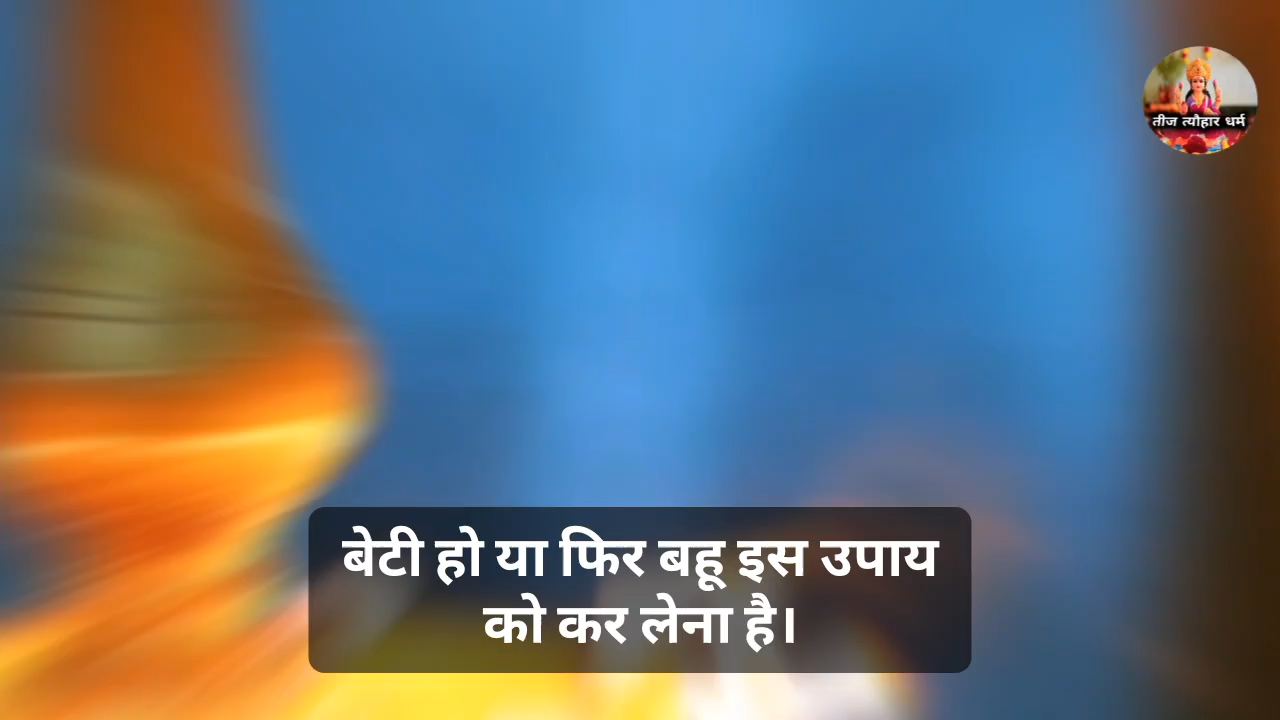 तीज त्यौहार धर्म
बेटी हो या फिर बहू इस उपाय
को कर लेना है।